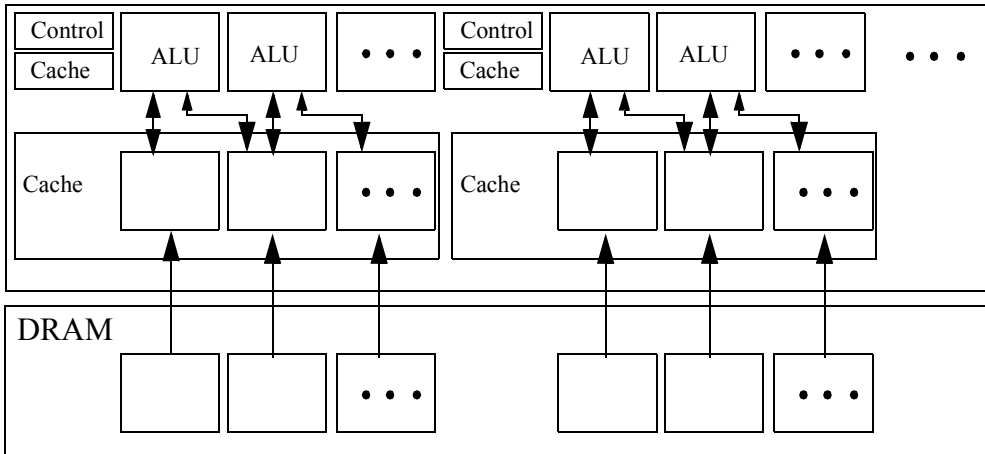 Control
Cache
ALU
ALU
• • •
Control
Cache
ALU
ALU
• • •
• • •
Cache
• • •
Cache
• • •
DRAM
• • •
• • •